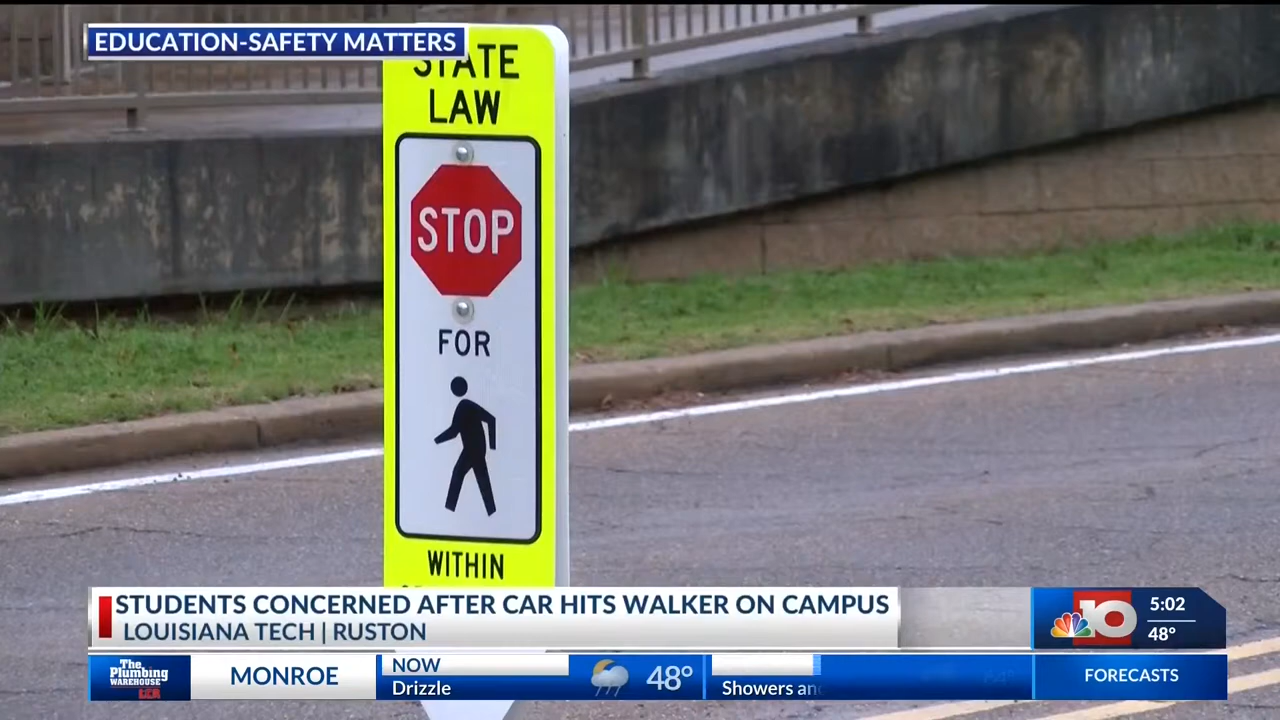 EDUCATION-SAFETY MATTERS
STATE
LAW
STOP
FOR
WITHIN
STUDENTS CONCERNED AFTER CAR HITS WALKER ON CAMPUS
LOUISIANA TECH | RUSTON
10
5:02
48°
The
Plumbing
WAREHOUSE
LCR
MONROE
NOW
Drizzle
48°
Showers an
FORECASTS